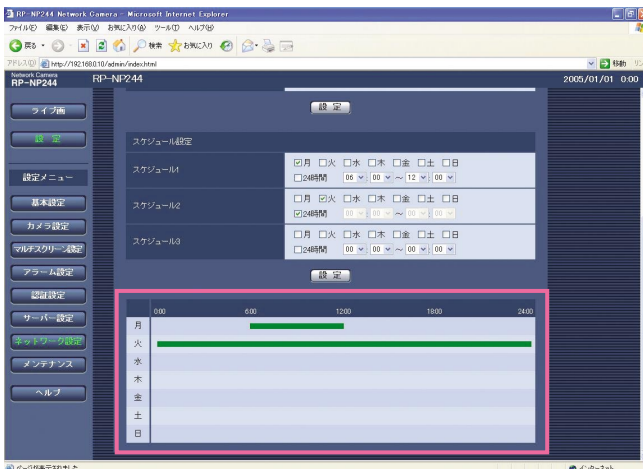 RP-NP244 Network Camera - Microsoft Internet Explorer
ファイル(F) 編集(E) 表示(V) お気に入り(A) ツール(T) ヘルプ(H)
戻る 検索 お気に入り
アドレス(D) http://192.168.0.10/admin/index.html 移動
Network Camera
RP-NP244 RP-NP244 2005/01/01 0:00
ライブ画
設 定
設定メニュー
基本設定
カメラ設定
マルチスクリーン設定
アラーム設定
認証設定
サーバー設定
ネットワーク設定
メンテナンス
ヘルプ
設 定
スケジュール設定
スケジュール1 月 火 水 木 金 土 日
24時間 06 : 00 ～ 12 : 00
スケジュール2 月 火 水 木 金 土 日
24時間 00 : 00 ～ 00 : 00
スケジュール3 月 火 水 木 金 土 日
24時間 00 : 00 ～ 00 : 00
設 定
0:00 6:00 12:00 18:00 24:00
月
火
水
木
金
土
日
ページが表示されました インターネット